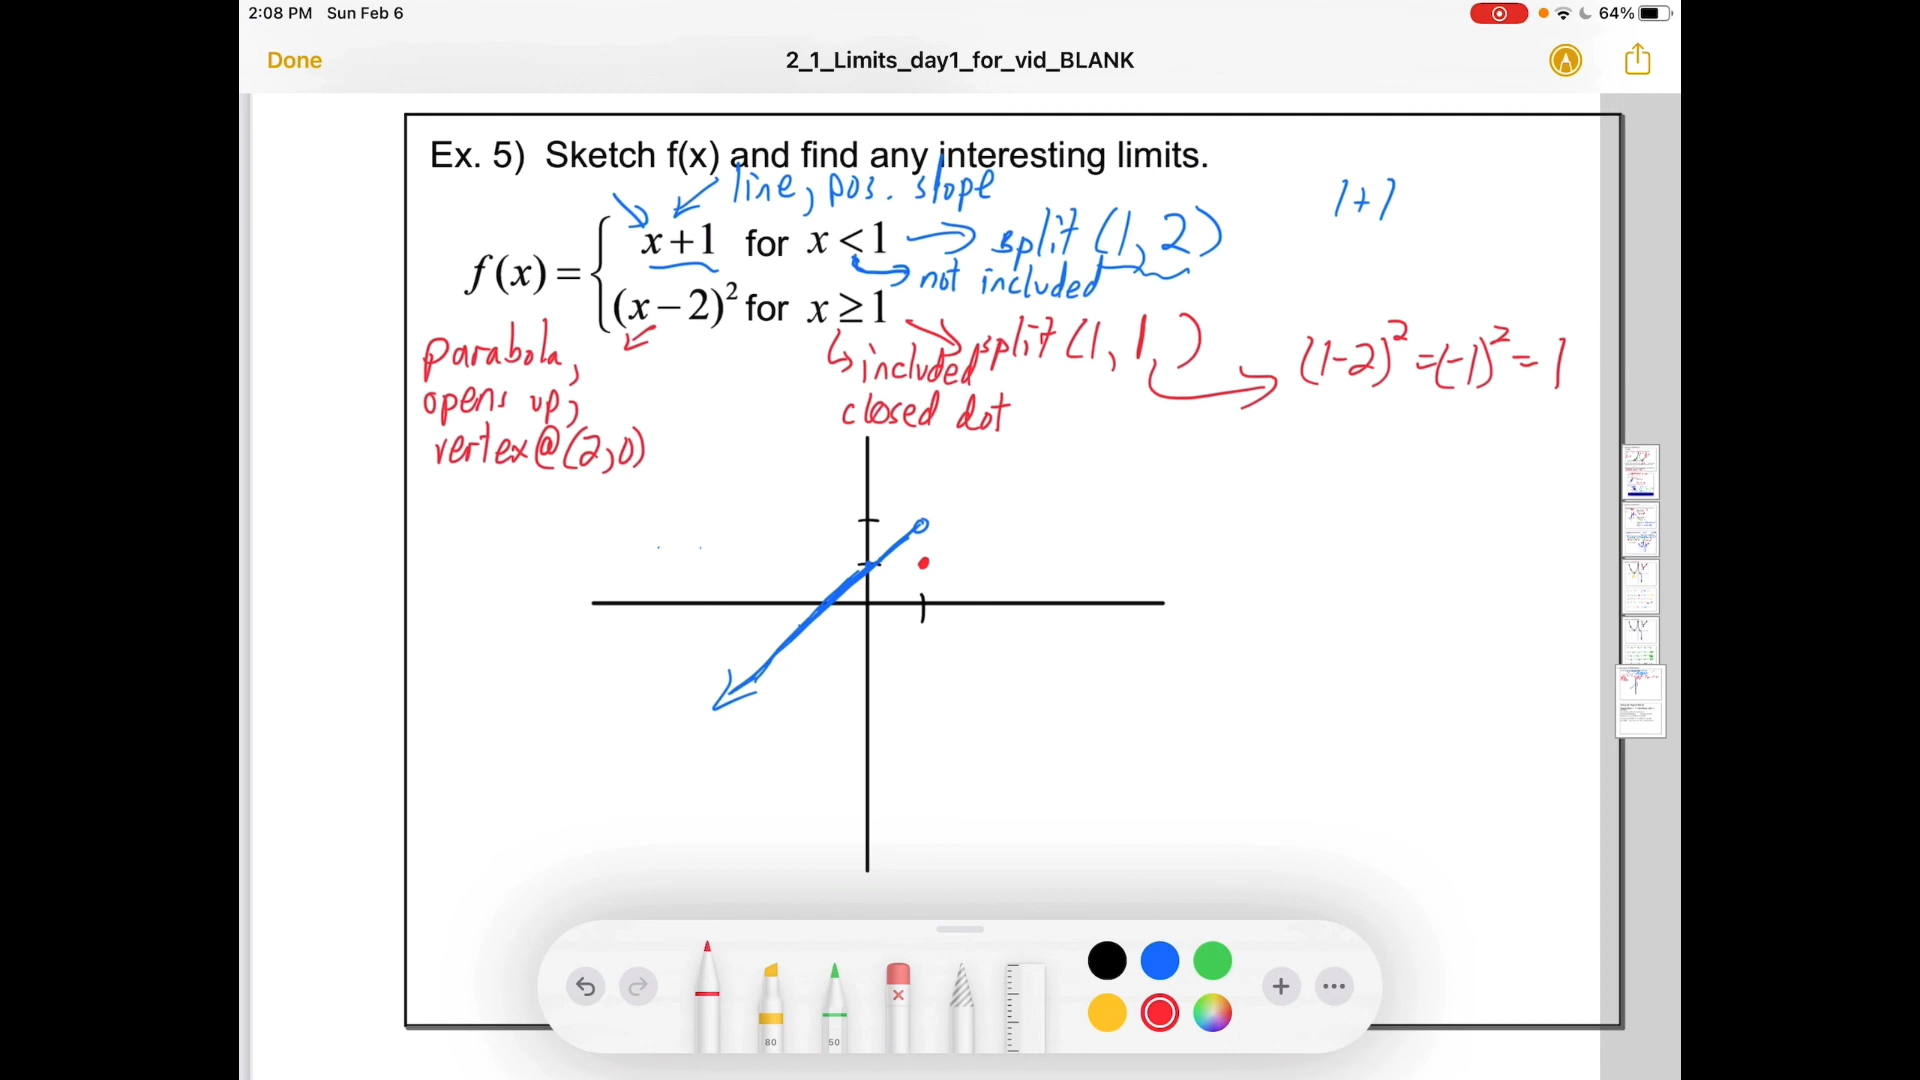 2:08 PM Sun Feb 6
64%
Done
2_1_Limits_day1_for_vid_BLANK
Ex. 5) Sketch f(x) and find any interesting limits.
line, pos. slope
1+1
f(x) = { x+1 for x < 1
split (1, 2)
not included
(x-2)² for x ≥ 1
split (1, 1)
(1-2)² = (-1)² = 1
parabola,
opens up,
vertex @ (2,0)
included
closed dot
80
50